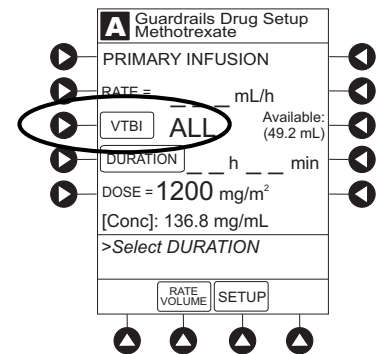 A Guardrails Drug Setup
Methotrexate
PRIMARY INFUSION
RATE = _ _ _ mL/h
VTBI ALL Available:
(49.2 mL)
DURATION _ _ h _ _ min
DOSE = 1200 mg/m²
[Conc]: 136.8 mg/mL
>Select DURATION
RATE
VOLUME SETUP